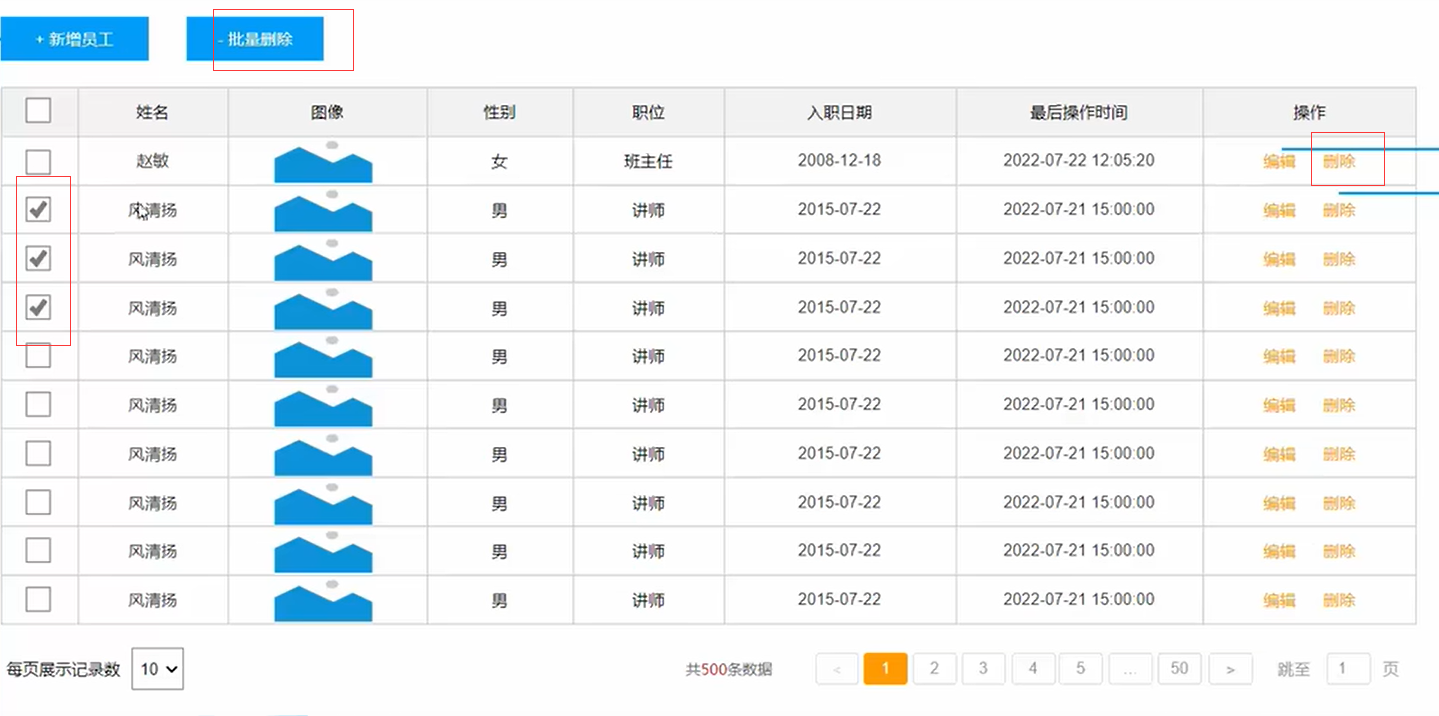 + 新增员工 - 批量删除
姓名 图像 性别 职位 入职日期 最后操作时间 操作
赵敏 女 班主任 2008-12-18 2022-07-22 12:05:20 编辑 删除
风清扬 男 讲师 2015-07-22 2022-07-21 15:00:00 编辑 删除
风清扬 男 讲师 2015-07-22 2022-07-21 15:00:00 编辑 删除
风清扬 男 讲师 2015-07-22 2022-07-21 15:00:00 编辑 删除
风清扬 男 讲师 2015-07-22 2022-07-21 15:00:00 编辑 删除
风清扬 男 讲师 2015-07-22 2022-07-21 15:00:00 编辑 删除
风清扬 男 讲师 2015-07-22 2022-07-21 15:00:00 编辑 删除
风清扬 男 讲师 2015-07-22 2022-07-21 15:00:00 编辑 删除
风清扬 男 讲师 2015-07-22 2022-07-21 15:00:00 编辑 删除
风清扬 男 讲师 2015-07-22 2022-07-21 15:00:00 编辑 删除
每页展示记录数 10 共500条数据 < 1 2 3 4 5 ... 50 > 跳至 1 页